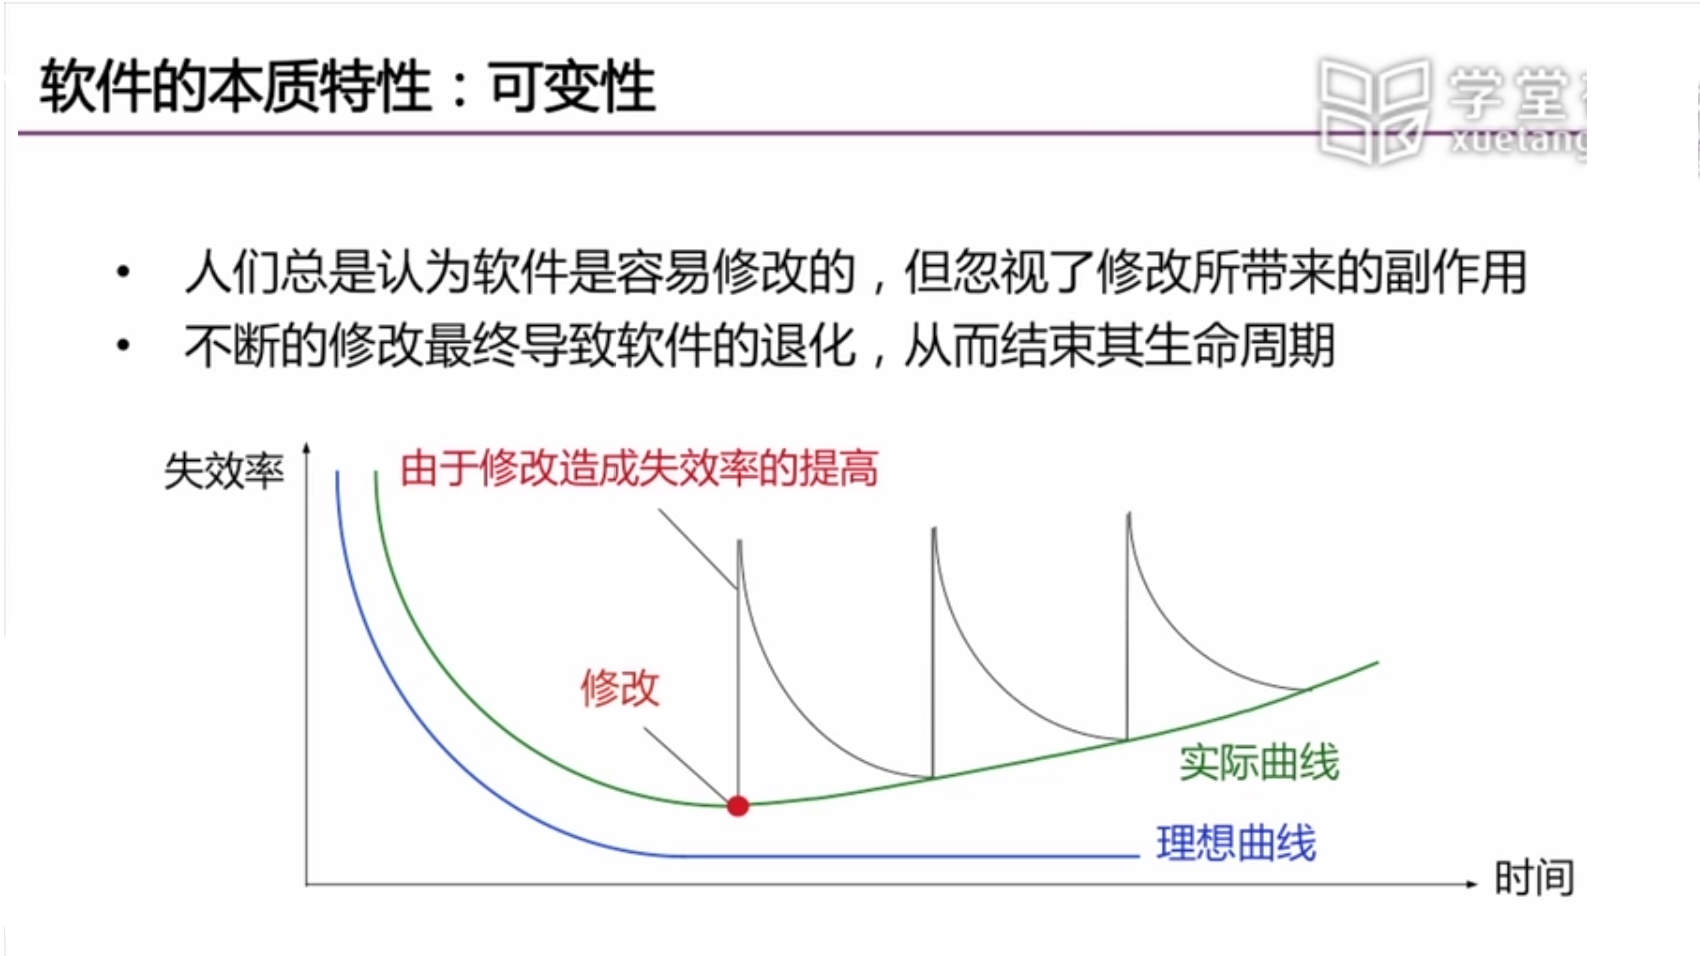 软件的本质特性：可变性
学堂
xuetang
• 人们总是认为软件是容易修改的，但忽视了修改所带来的副作用
• 不断的修改最终导致软件的退化，从而结束其生命周期
失效率
由于修改造成失效率的提高
修改
实际曲线
理想曲线
时间